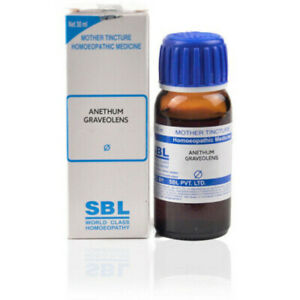 Net 30 ml
MOTHER TINCTURE
HOMOEOPATHIC MEDICINE
ANETHUM
GRAVEOLENS
Ø
SBL
WORLD CLASS
HOMOEOPATHY
MOTHER TINCTURE
Homoeopathic Medicine
SBL
ANETHUM
GRAVEOLENS
Ø
SBL PVT. LTD.